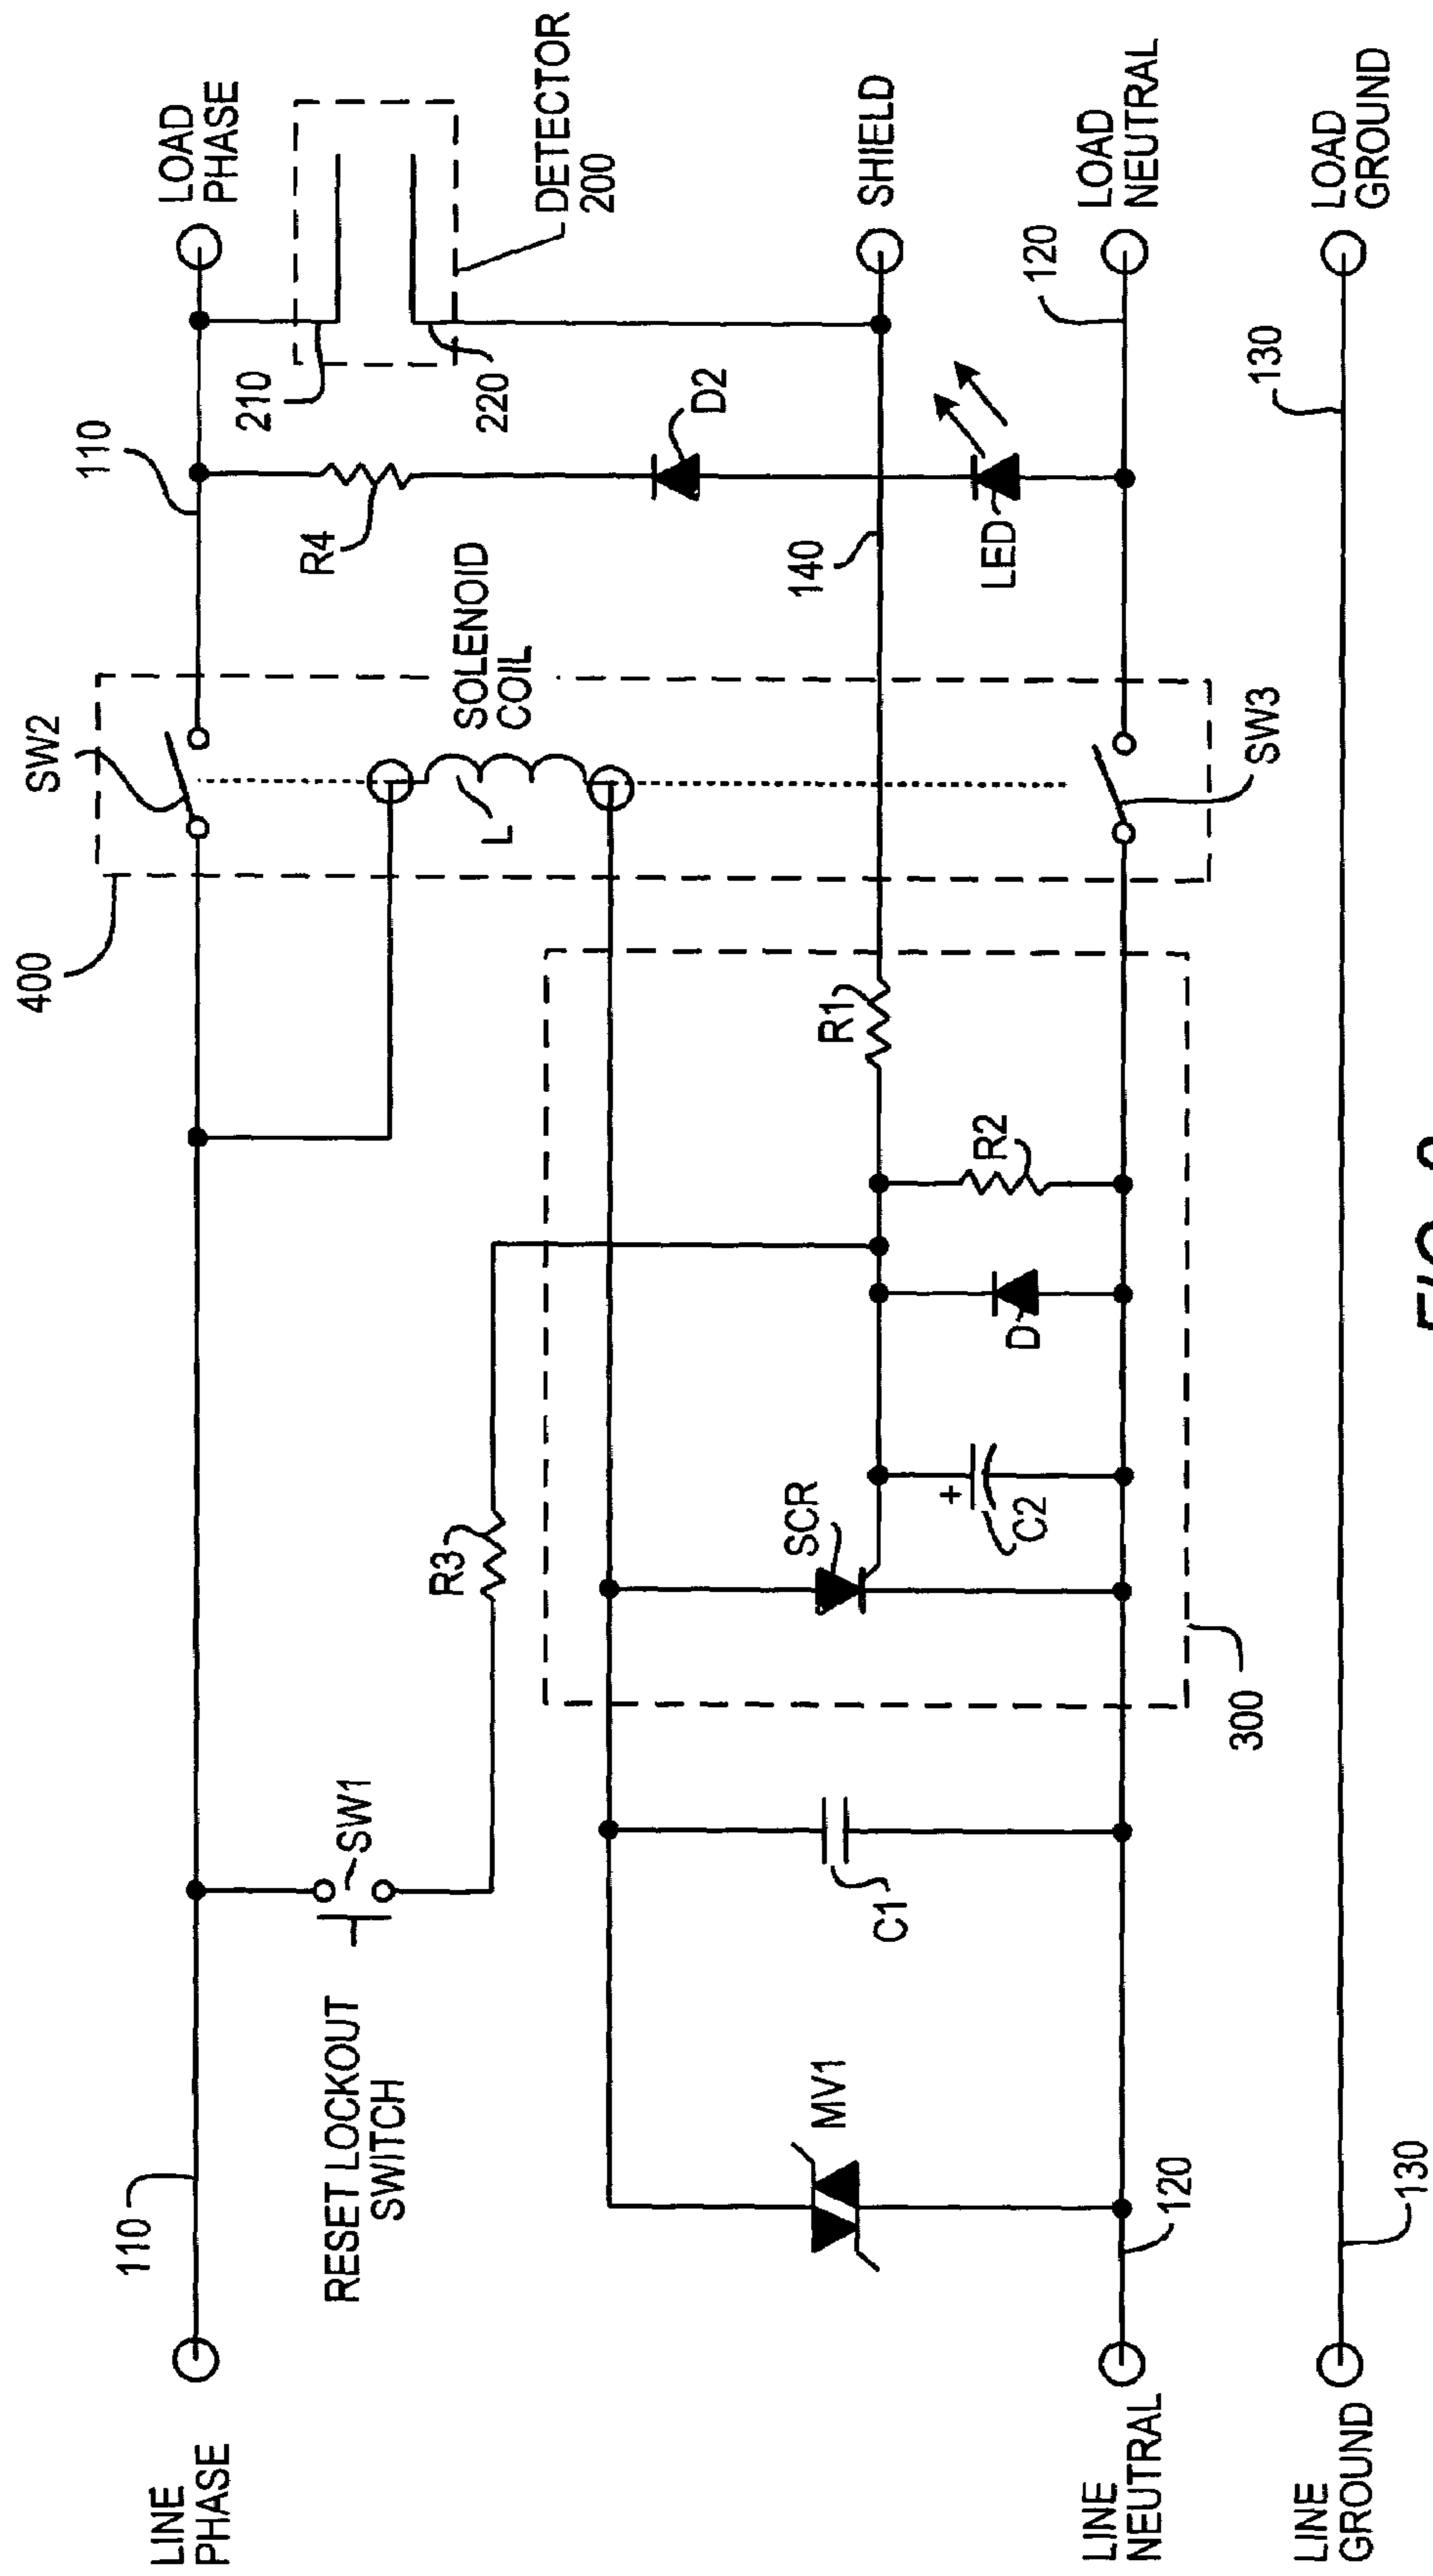 LINE
PHASE
110
RESET LOCKOUT
SWITCH
SW1
R3
400
SW2
SOLENOID
COIL
L
110
R4
210
220
D2
LOAD
PHASE
DETECTOR
200
MV1
C1
SCR
+
C2
D
R2
R1
300
140
LED
SHIELD
SW3
120
LOAD
NEUTRAL
LINE
NEUTRAL
120
LINE
GROUND
130
130
LOAD
GROUND